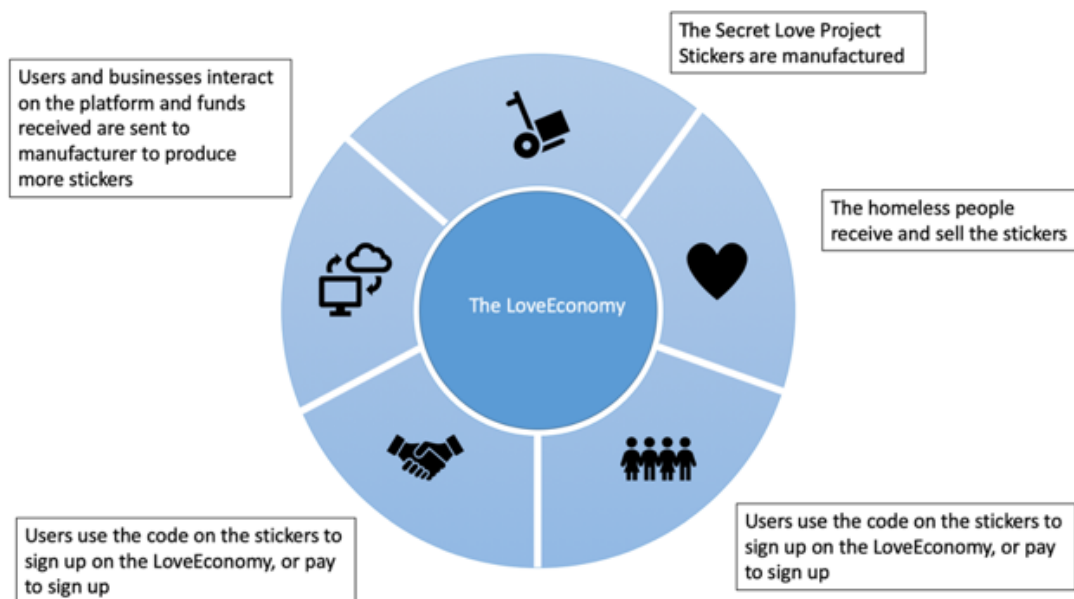 The Secret Love Project
Stickers are manufactured
Users and businesses interact
on the platform and funds
received are sent to
manufacturer to produce
more stickers
The homeless people
receive and sell the stickers
The LoveEconomy
Users use the code on the stickers to
sign up on the LoveEconomy, or pay
to sign up
Users use the code on the stickers to
sign up on the LoveEconomy, or pay
to sign up